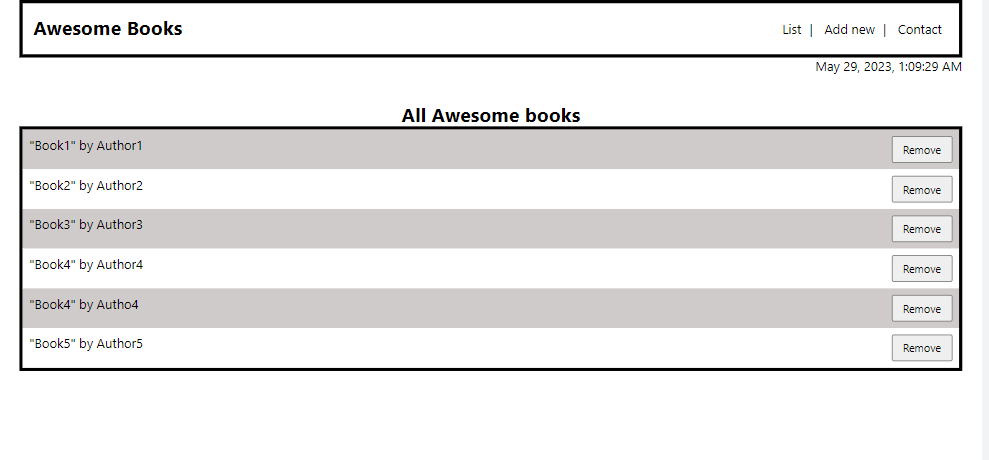 Awesome Books
List | Add new | Contact
May 29, 2023, 1:09:29 AM
All Awesome books
"Book1" by Author1
Remove
"Book2" by Author2
Remove
"Book3" by Author3
Remove
"Book4" by Author4
Remove
"Book4" by Autho4
Remove
"Book5" by Author5
Remove